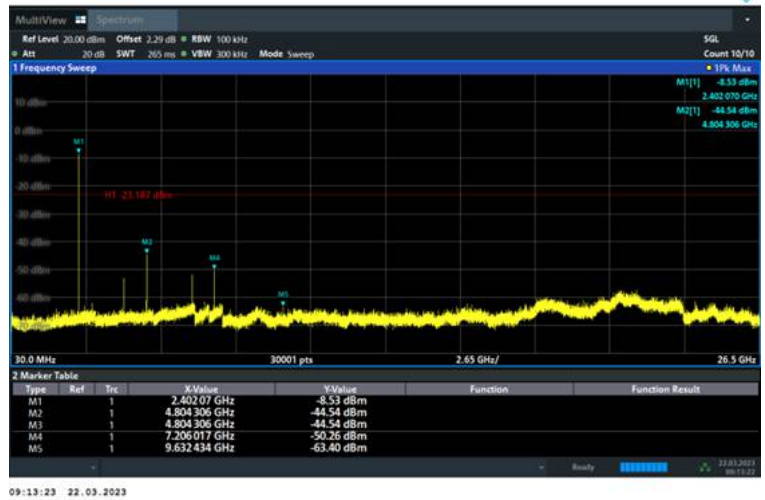 MultiView Spectrum
Ref Level 20.00 dBm Offset 2.29 dB RBW 100 kHz SGL
Att 20 dB SWT 265 ms VBW 300 kHz Mode Sweep Count 10/10
1 Frequency Sweep 1Pk Max
M1[1] -8.53 dBm
2.402 070 GHz
M2[1] -44.54 dBm
4.804 306 GHz
10 dBm
0 dBm
M1
-10 dBm
-20 dBm
H1 -23.187 dBm
-30 dBm
-40 dBm
M3
M4
-50 dBm
M5
-60 dBm
-70 dBm
30.0 MHz 30001 pts 2.65 GHz/ 26.5 GHz
2 Marker Table
Type Ref Trc X-Value Y-Value Function Function Result
M1 1 2.402 07 GHz -8.53 dBm
M2 1 4.804 306 GHz -44.54 dBm
M3 1 4.804 306 GHz -44.54 dBm
M4 1 7.206 017 GHz -50.26 dBm
M5 1 9.632 434 GHz -63.40 dBm
Ready 22.03.2023
09:13:22
09:13:23 22.03.2023